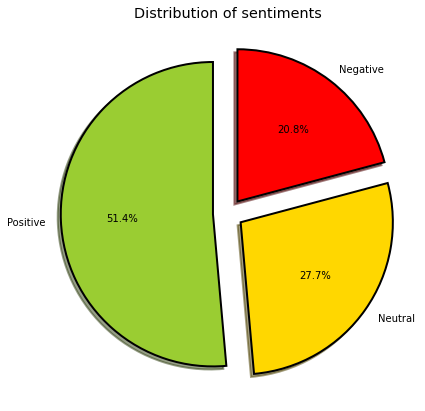 Distribution of sentiments
Negative
20.8%
Positive
51.4%
27.7%
Neutral